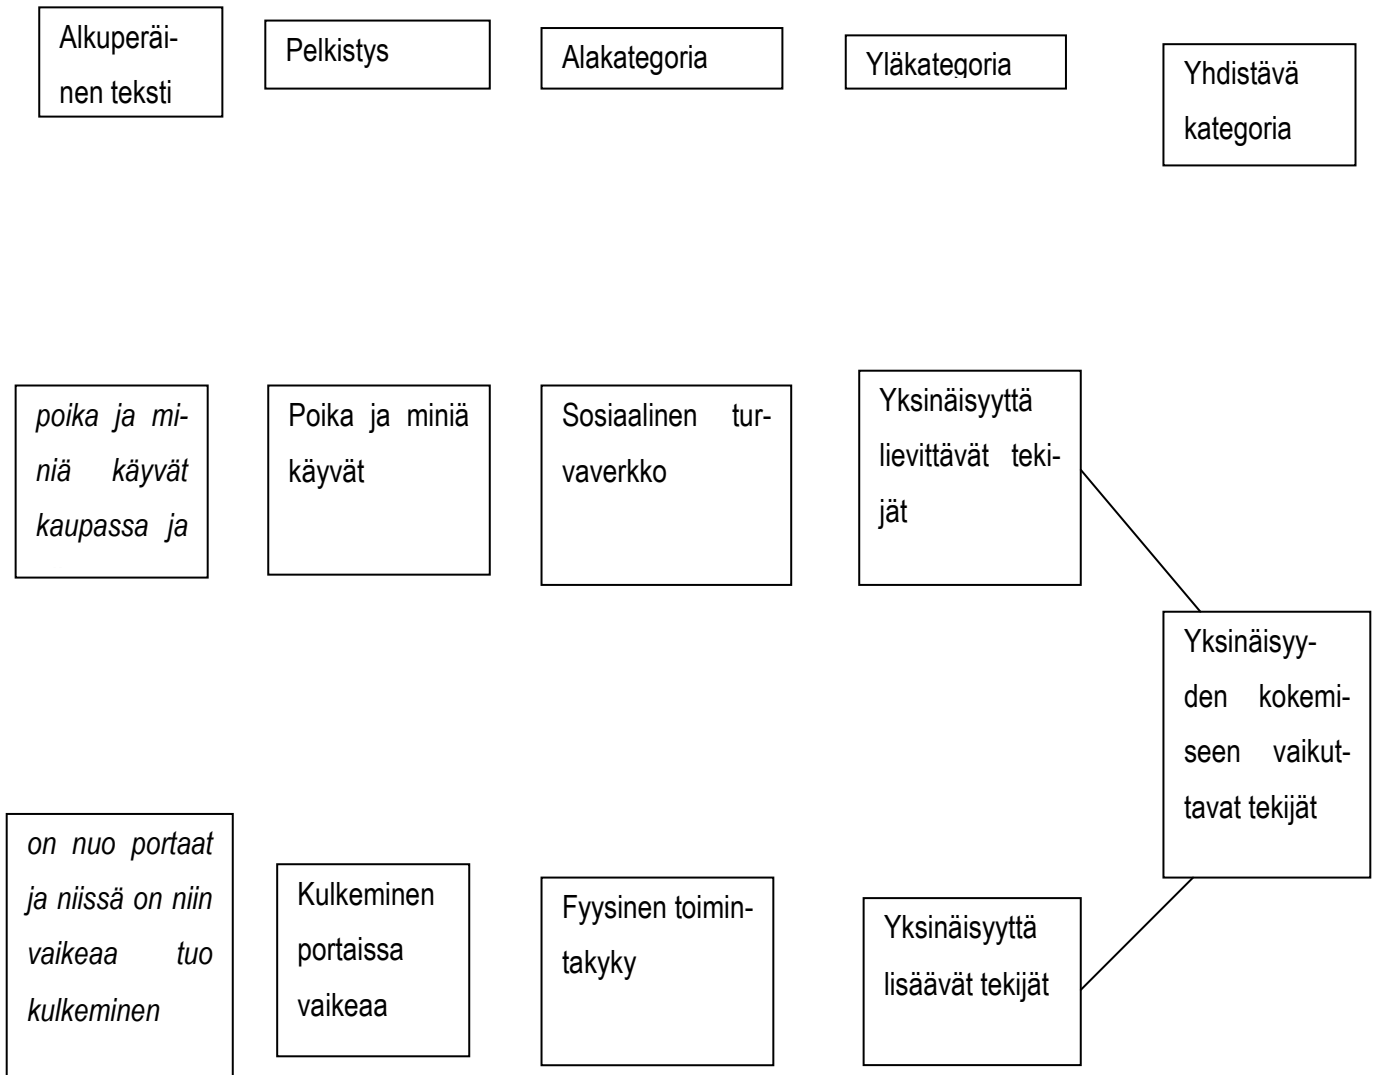 Alkuperäi-
nen teksti
Pelkistys
Alakategoria
Yläkategoria
Yhdistävä
kategoria
poika ja mi-
niä käyvät
kaupassa ja
Poika ja miniä
käyvät
Sosiaalinen tur-
vaverkko
Yksinäisyyttä
lievittävät teki-
jät
Yksinäisyy-
den kokemi-
seen vaikut-
tavat tekijät
on nuo portaat
ja niissä on niin
vaikeaa tuo
kulkeminen
Kulkeminen
portaissa
vaikeaa
Fyysinen toimin-
takyky
Yksinäisyyttä
lisäävät tekijät